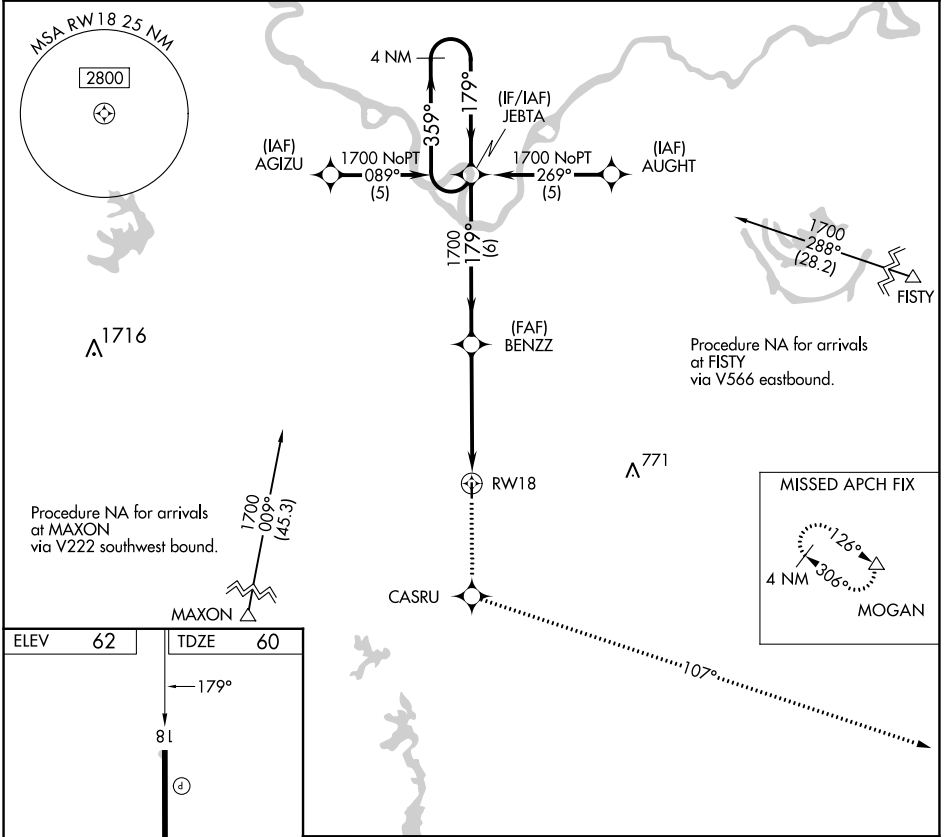 MSA RW18 25 NM
2800
4 NM
359°
179°
(IF/IAF)
JEBTA
(IAF)
AGIZU
1700 NoPT
089°
(5)
1700 NoPT
269°
(5)
(IAF)
AUGHT
1700
179°
(6)
1700
288°
(28.2)
FISTY
1716
(FAF)
BENZZ
Procedure NA for arrivals
at FISTY
via V566 eastbound.
771
RW18
Procedure NA for arrivals
at MAXON
via V222 southwest bound.
1700
009°
(45.3)
MAXON
MISSED APCH FIX
126°
4 NM
306°
MOGAN
CASRU
107°
ELEV 62
TDZE 60
179°
18
P